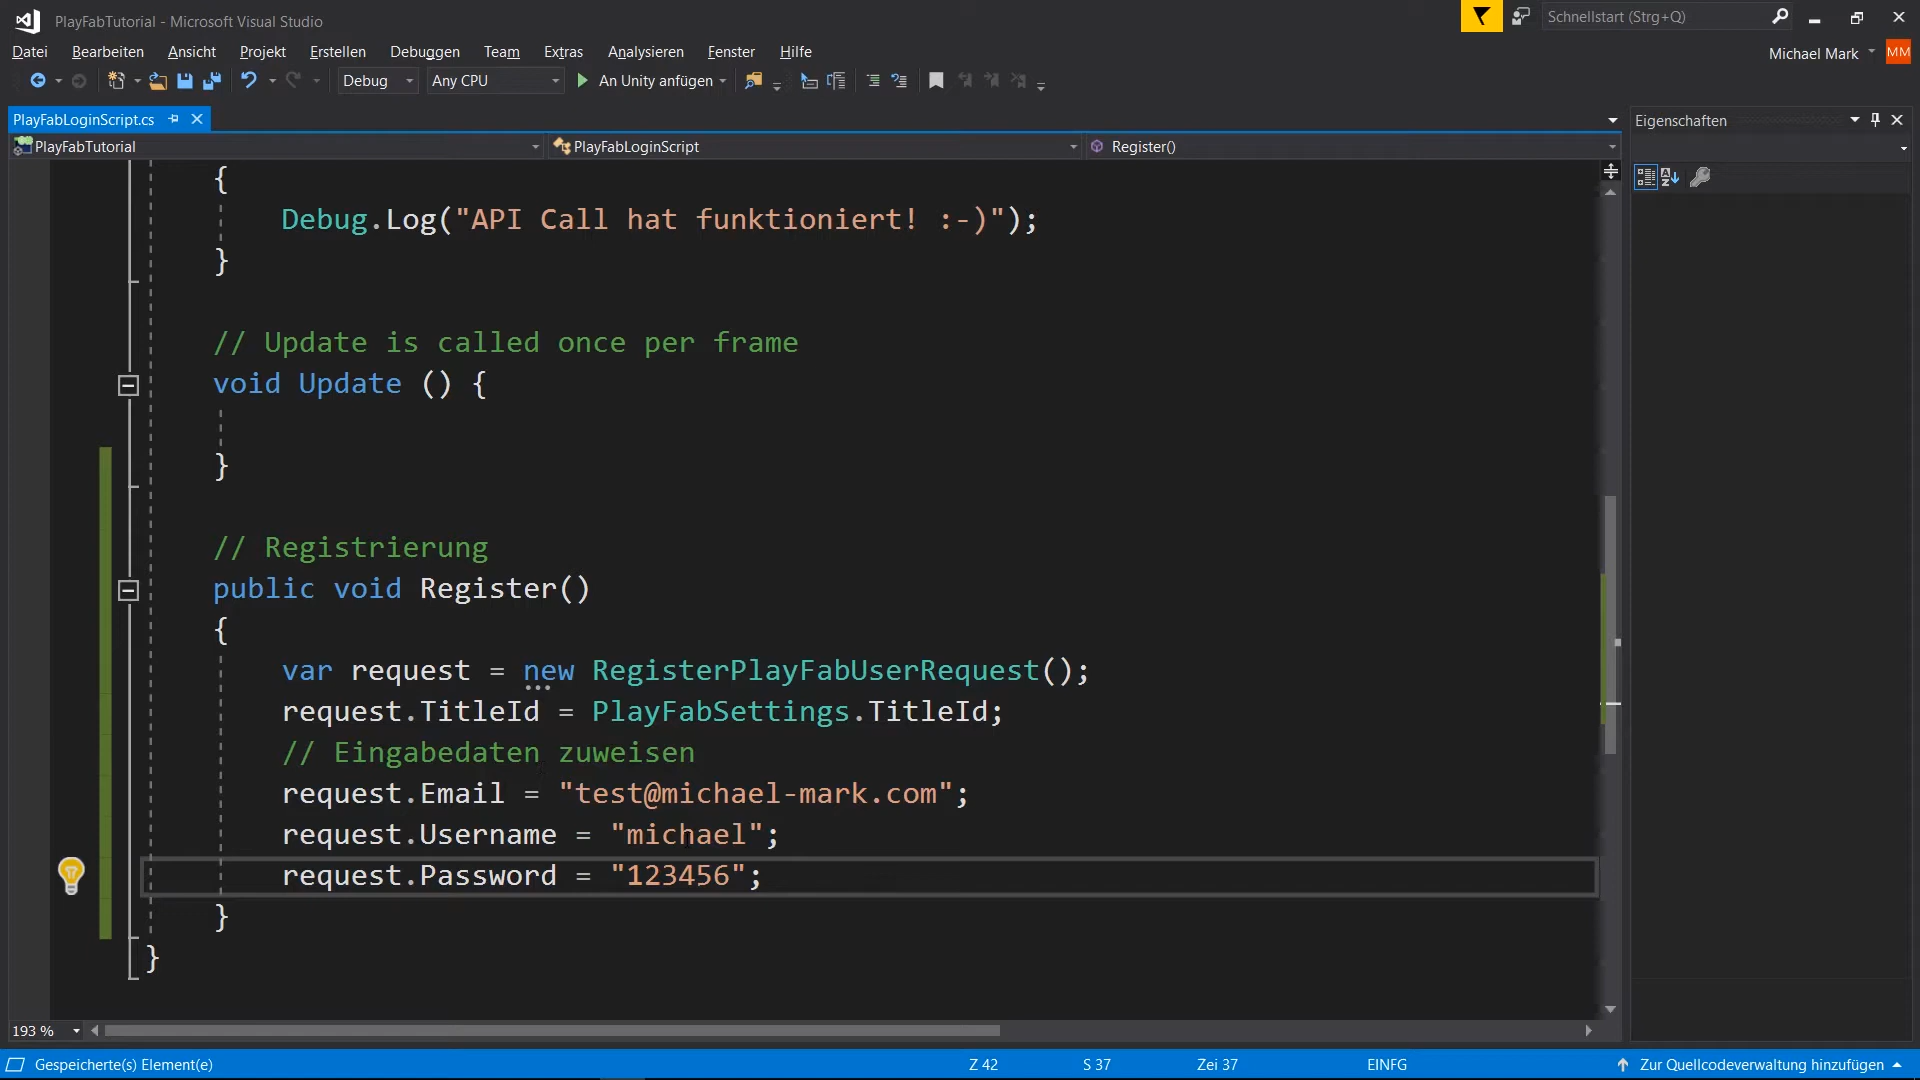 PlayFabTutorial - Microsoft Visual Studio
Schnellstart (Strg+Q)
Datei Bearbeiten Ansicht Projekt Erstellen Debuggen Team Extras Analysieren Fenster Hilfe
Michael Mark MM
Debug Any CPU An Unity anfügen
PlayFabLoginScript.cs
Eigenschaften
PlayFabTutorial PlayFabLoginScript Register()
{
Debug.Log("API Call hat funktioniert! :-)");
}
// Update is called once per frame
void Update () {
}
// Registrierung
public void Register()
{
var request = new RegisterPlayFabUserRequest();
request.TitleId = PlayFabSettings.TitleId;
// Eingabedaten zuweisen
request.Email = "test@michael-mark.com";
request.Username = "michael";
request.Password = "123456";
}
}
193 %
Gespeicherte(s) Element(e) Z 42 S 37 Zei 37 EINFG Zur Quellcodeverwaltung hinzufügen